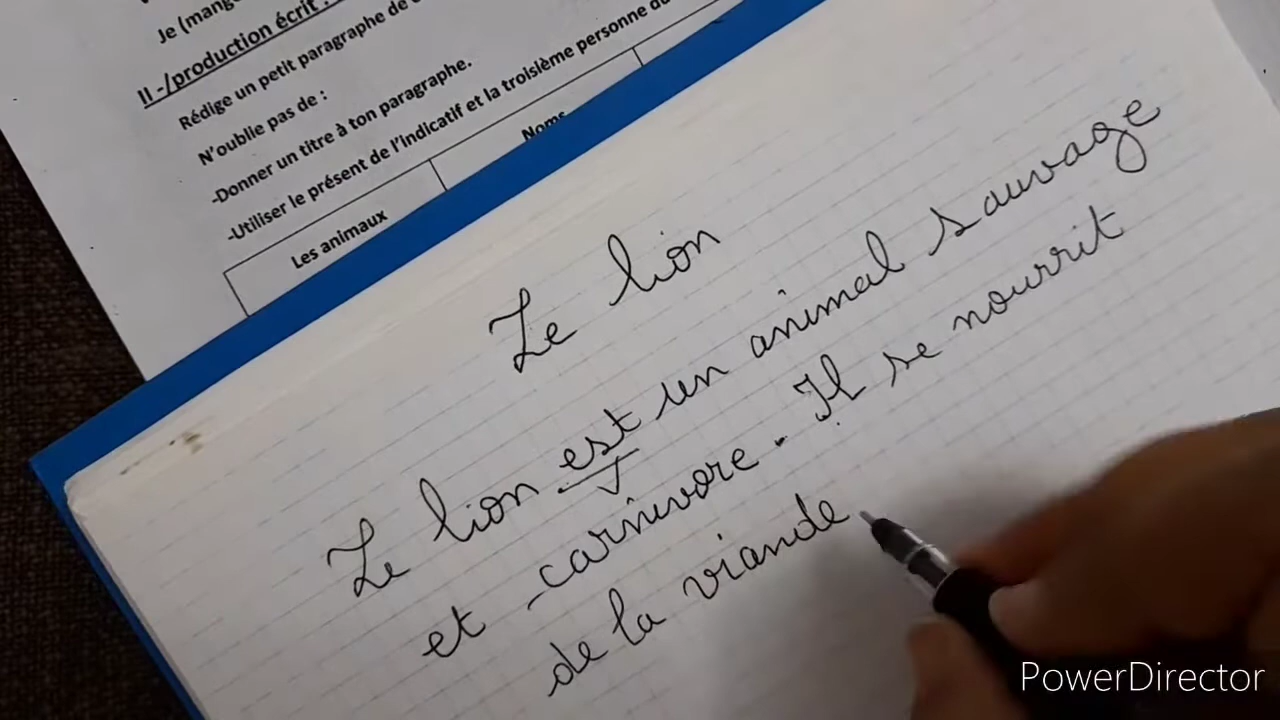 Je (mang
II -/production écrit :
Rédige un petit paragraphe de
N'oublie pas de :
-Donner un titre à ton paragraphe.
-Utiliser le présent de l'indicatif et la troisième personne du
Les animaux
Noms
Le lion
Le lion est un animal sauvage
et carnivore. Il se nourrit
de la viande
PowerDirector